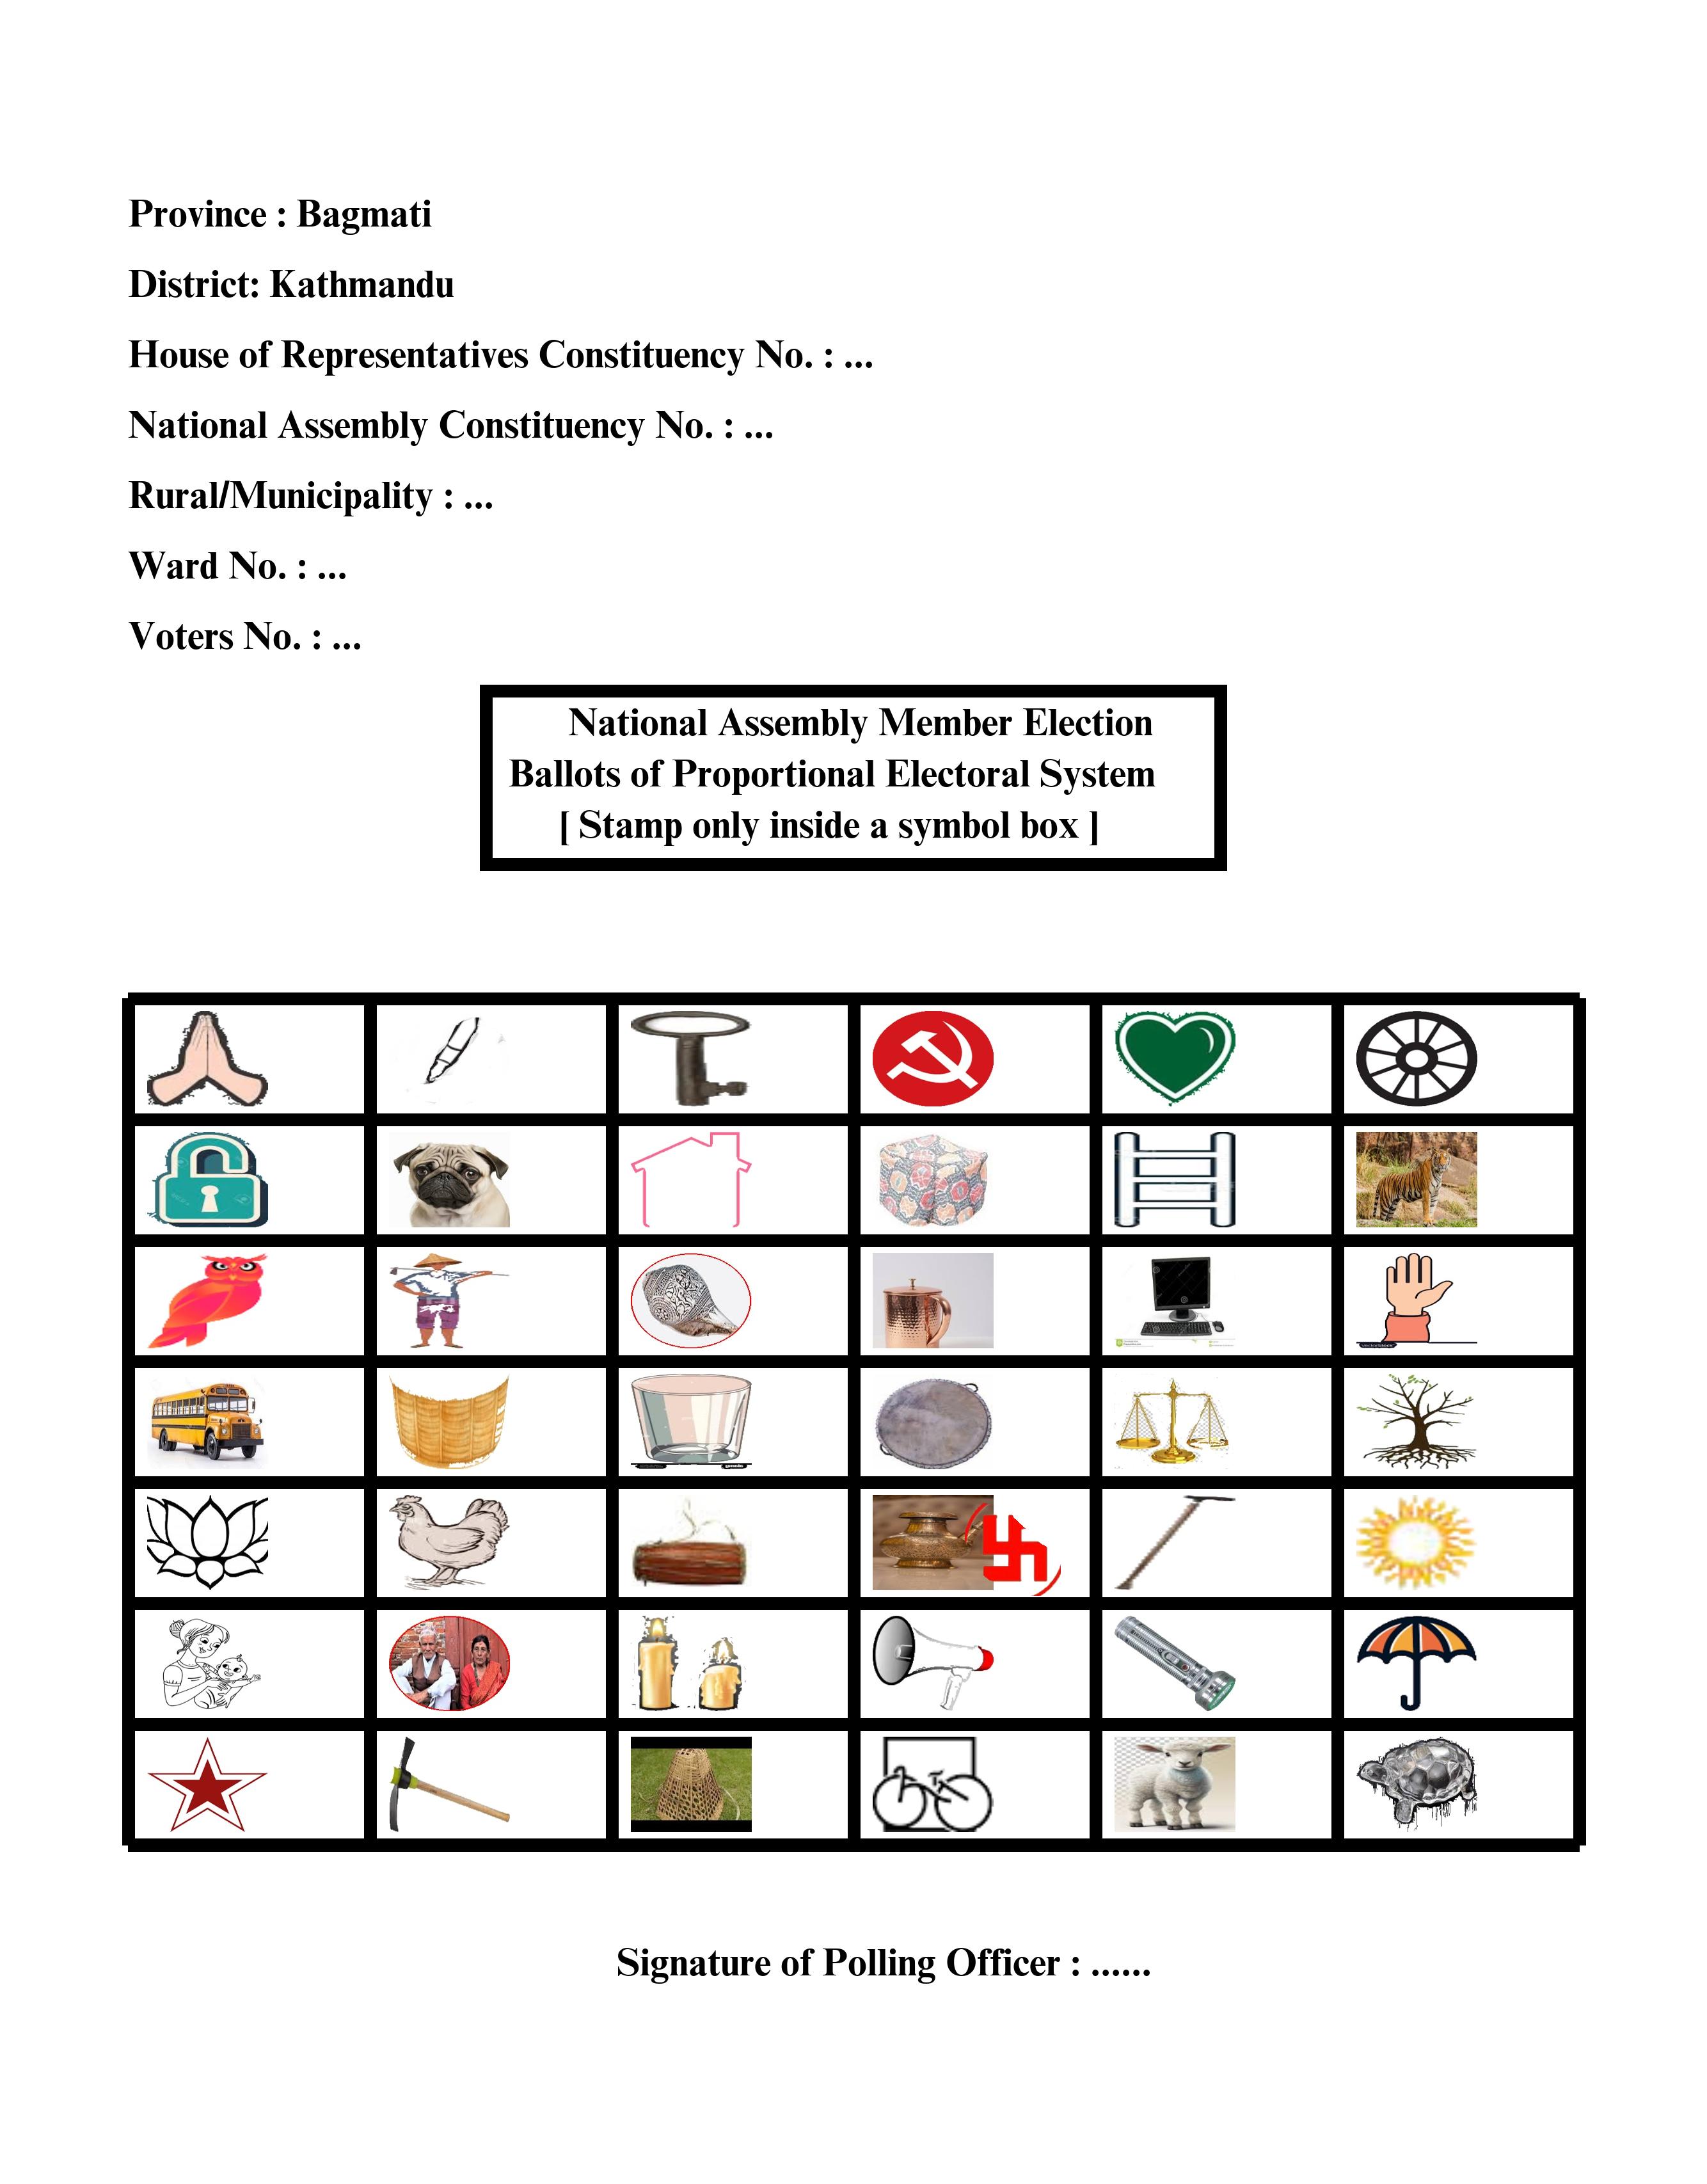 Province : Bagmati
District: Kathmandu
House of Representatives Constituency No. : ...
National Assembly Constituency No. : ...
Rural/Municipality : ...
Ward No. : ...
Voters No. : ...
National Assembly Member Election
Ballots of Proportional Electoral System
[ Stamp only inside a symbol box ]
Signature of Polling Officer : ......